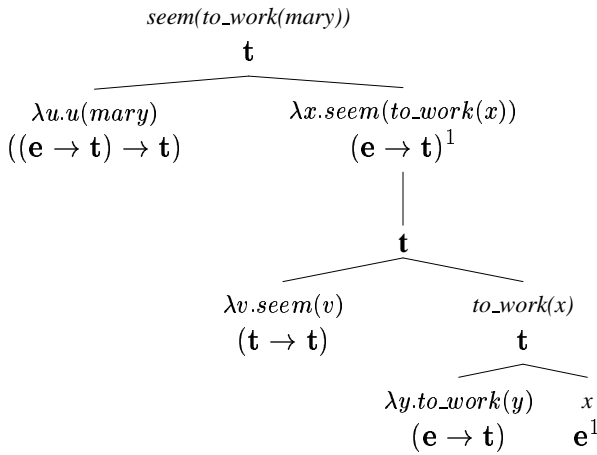 seem(to_work(mary))
t
λu.u(mary) λx.seem(to_work(x))
((e → t) → t) (e → t)¹
t
λv.seem(v) to_work(x)
(t → t) t
λy.to_work(y) x
(e → t) e¹